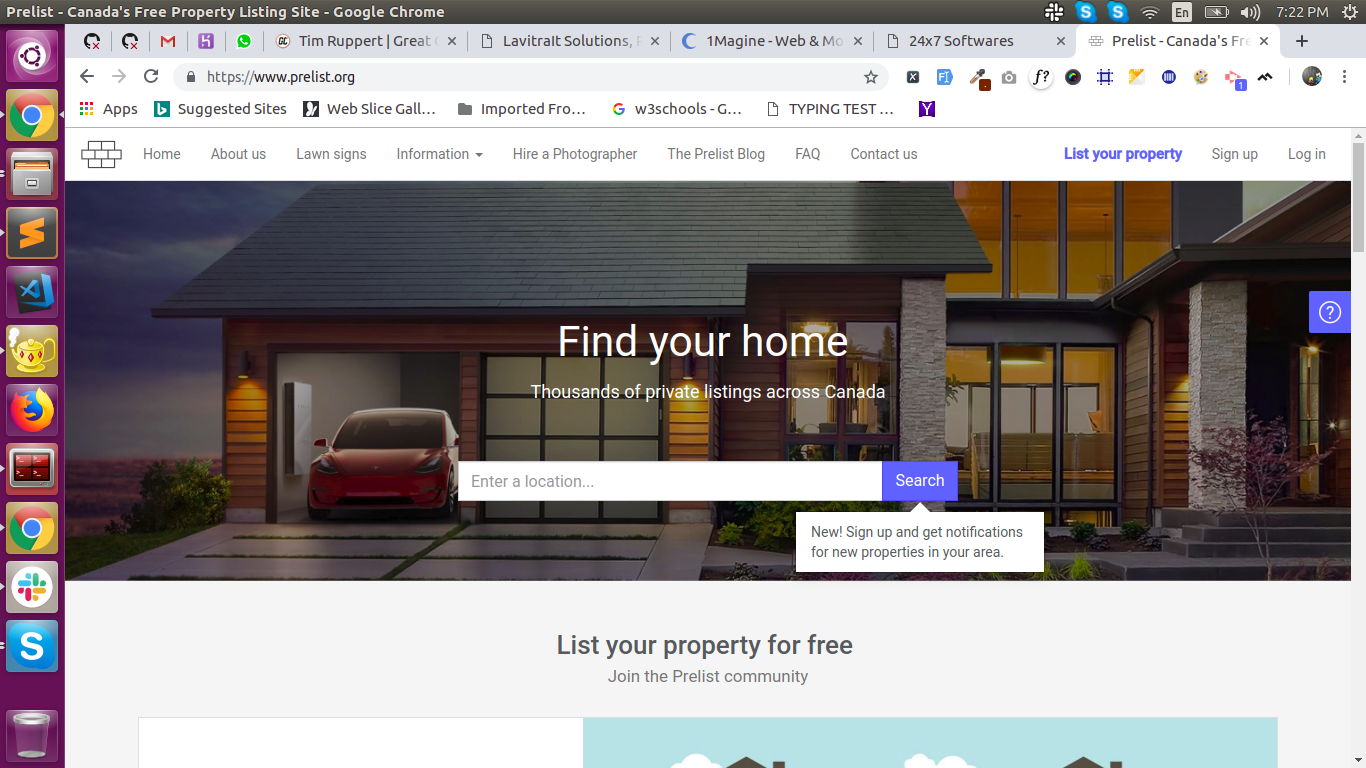 Prelist - Canada's Free Property Listing Site - Google Chrome
En
7:22 PM
Tim Ruppert | Great
LavitraIt Solutions,
1Magine - Web & Mo
24x7 Softwares
Prelist - Canada's Fre
https://www.prelist.org
f?
1
Apps
Suggested Sites
Web Slice Gall...
Imported Fro...
w3schools - G...
TYPING TEST ...
Home
About us
Lawn signs
Information
Hire a Photographer
The Prelist Blog
FAQ
Contact us
List your property
Sign up
Log in
Find your home
Thousands of private listings across Canada
Enter a location...
Search
New! Sign up and get notifications
for new properties in your area.
List your property for free
Join the Prelist community